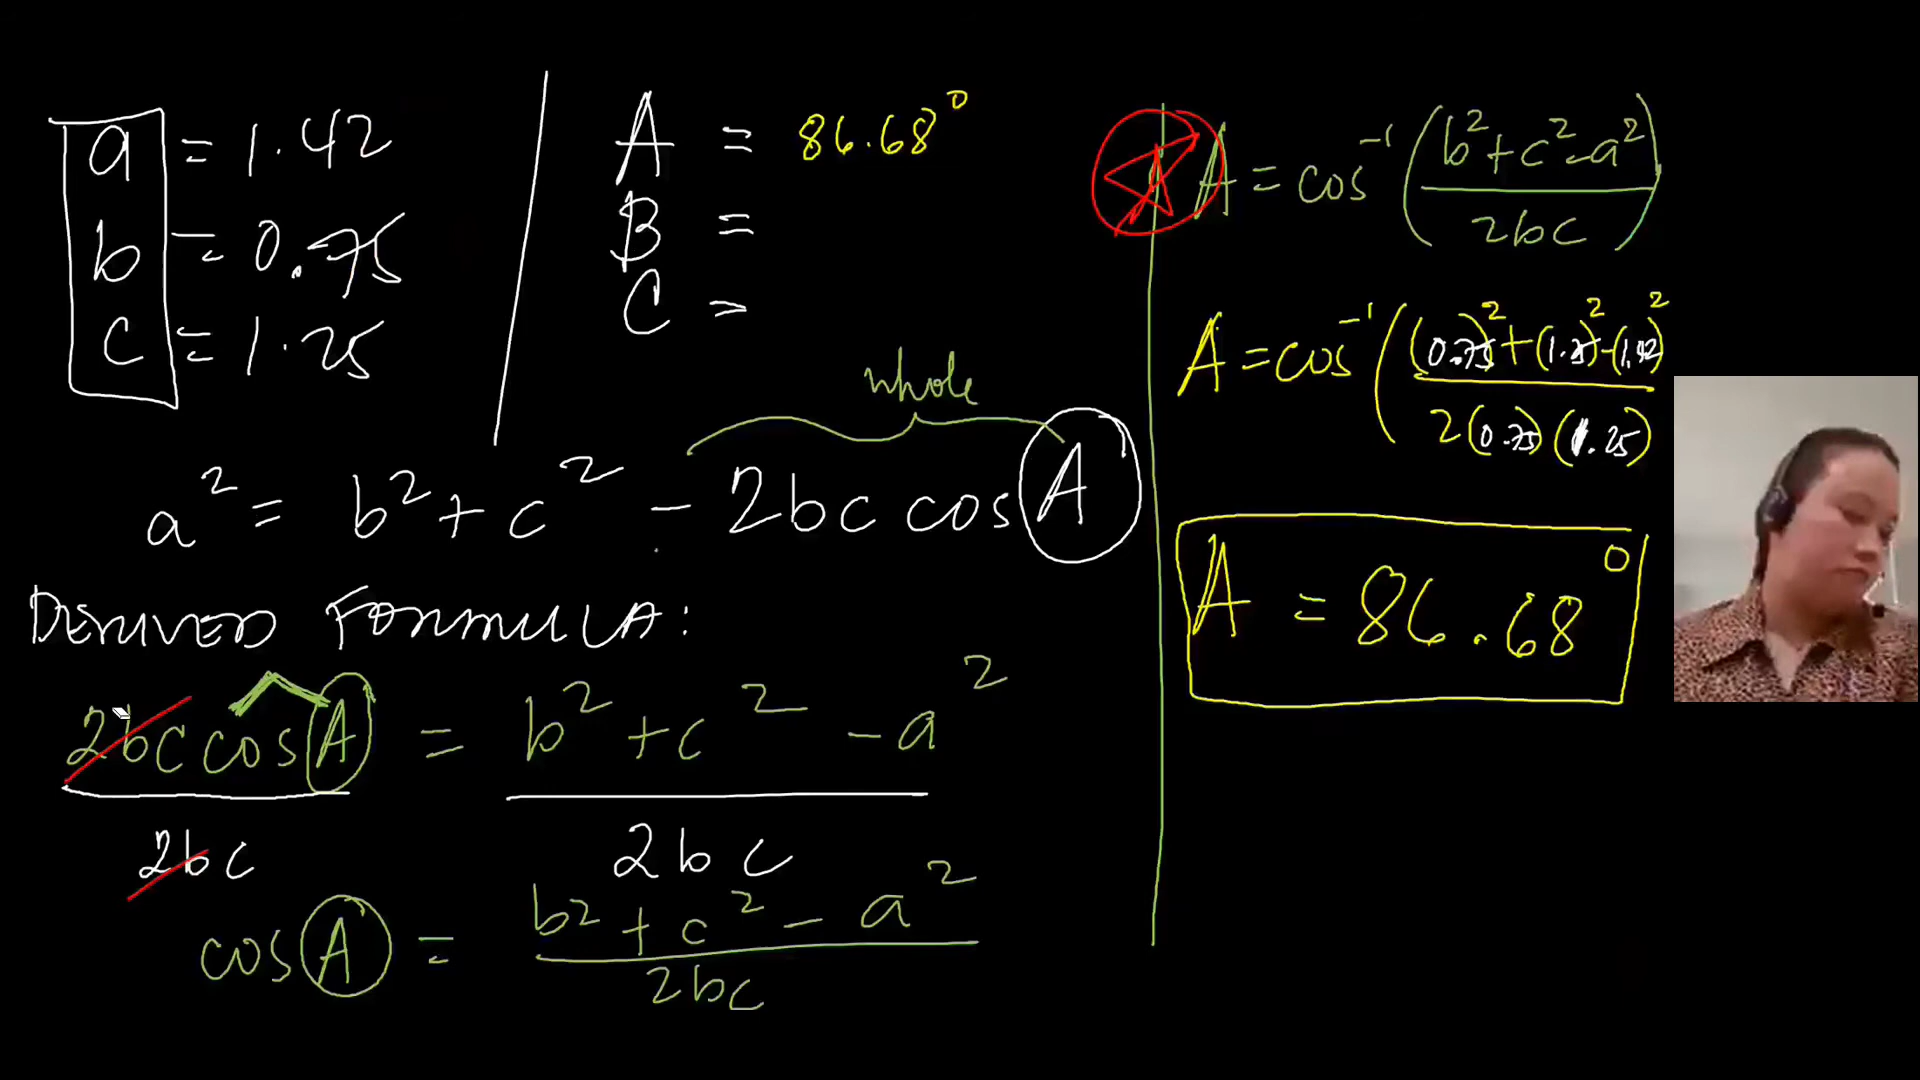 a = 1.42
b = 0.75
c = 1.25
A = 86.68°
B =
C =
whole
a² = b² + c² - 2bc cos A
DERIVED FORMULA:
2bc cos A = b² + c² - a²
2bc 2bc
cos A = b² + c² - a²
2bc
A = cos⁻¹ (b² + c² - a²)
2bc
A = cos⁻¹ ((0.75)² + (1.25)² - (1.42)²
2(0.75)(1.25)
A = 86.68°